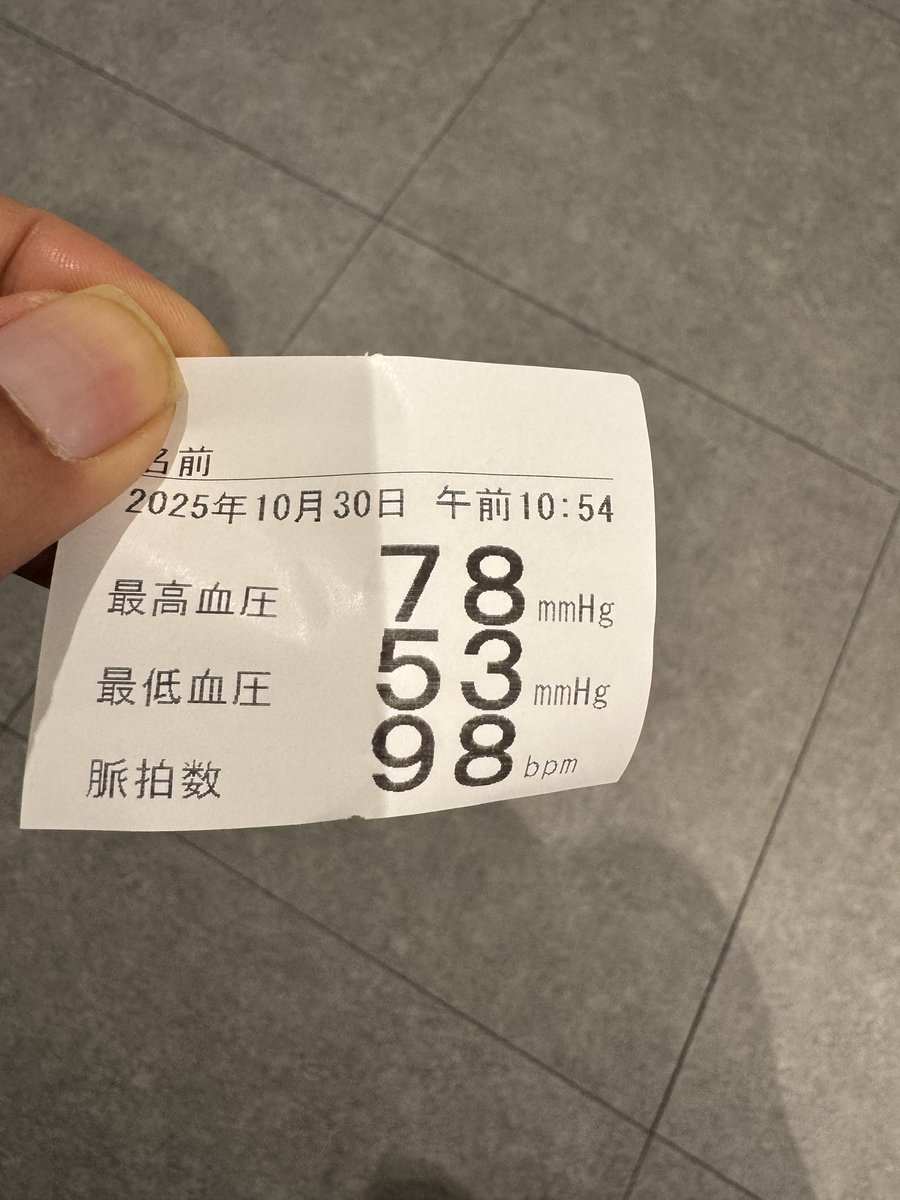 名前
2025年10月30日 午前10:54
最高血圧 78 mmHg
最低血圧 53 mmHg
脈拍数 98 bpm